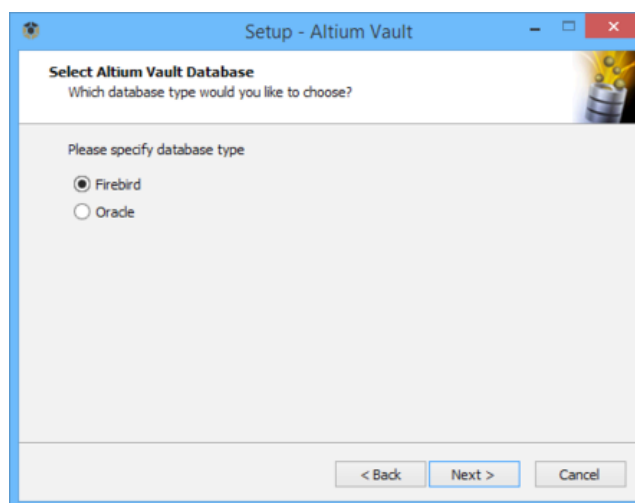 Setup - Altium Vault
Select Altium Vault Database
Which database type would you like to choose?
Please specify database type
Firebird
Oracle
< Back
Next >
Cancel